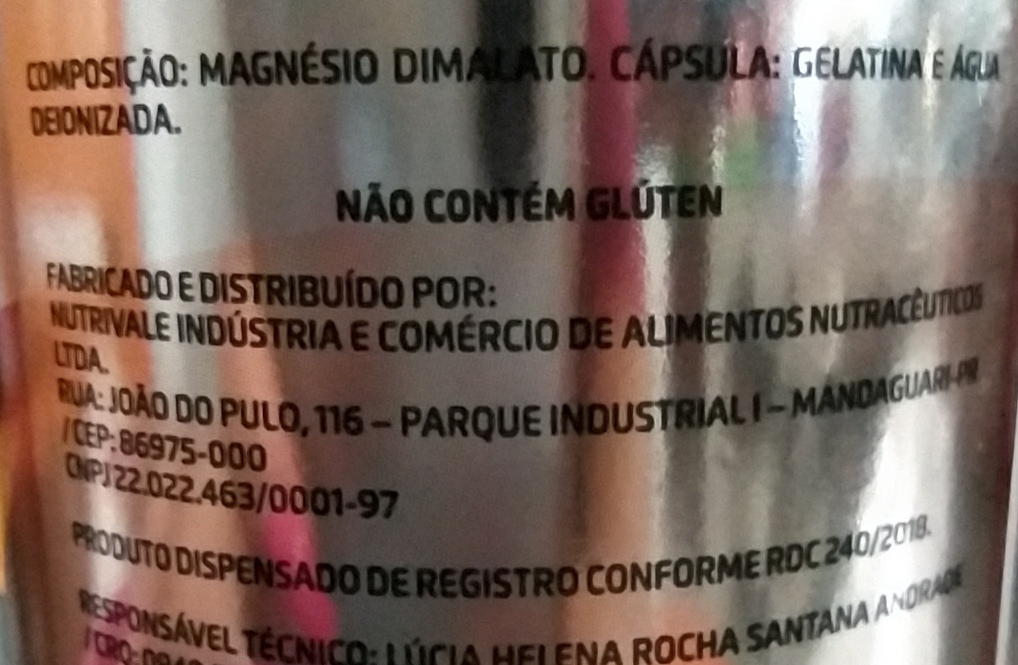 COMPOSIÇÃO: MAGNÉSIO DIMALATO. CÁPSULA: GELATINA E ÁGUA
DEIONIZADA.
NÃO CONTÉM GLÚTEN
FABRICADO E DISTRIBUÍDO POR:
NUTRIVALE INDÚSTRIA E COMÉRCIO DE ALIMENTOS NUTRACÊUTICOS
LTDA.
RUA: JOÃO DO PULO, 116 – PARQUE INDUSTRIAL I – MANDAGUARI-PR
/ CEP: 86975-000
CNPJ 22.022.463/0001-97
PRODUTO DISPENSADO DE REGISTRO CONFORME RDC 240/2018.
RESPONSÁVEL TÉCNICO: LÚCIA HELENA ROCHA SANTANA ANDRADE
/ CRQ: